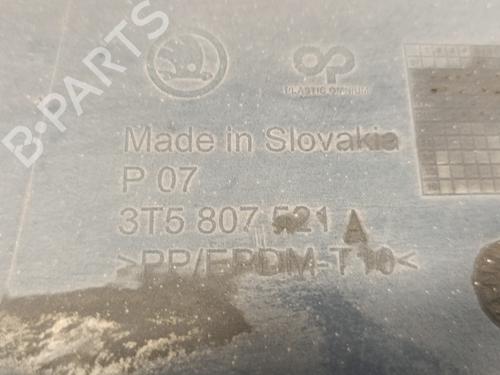 B-PARTS
PLASTIC OMNIUM
Made in Slovakia
P 07
3T5 807 521 A
>PP/EPDM-T10<